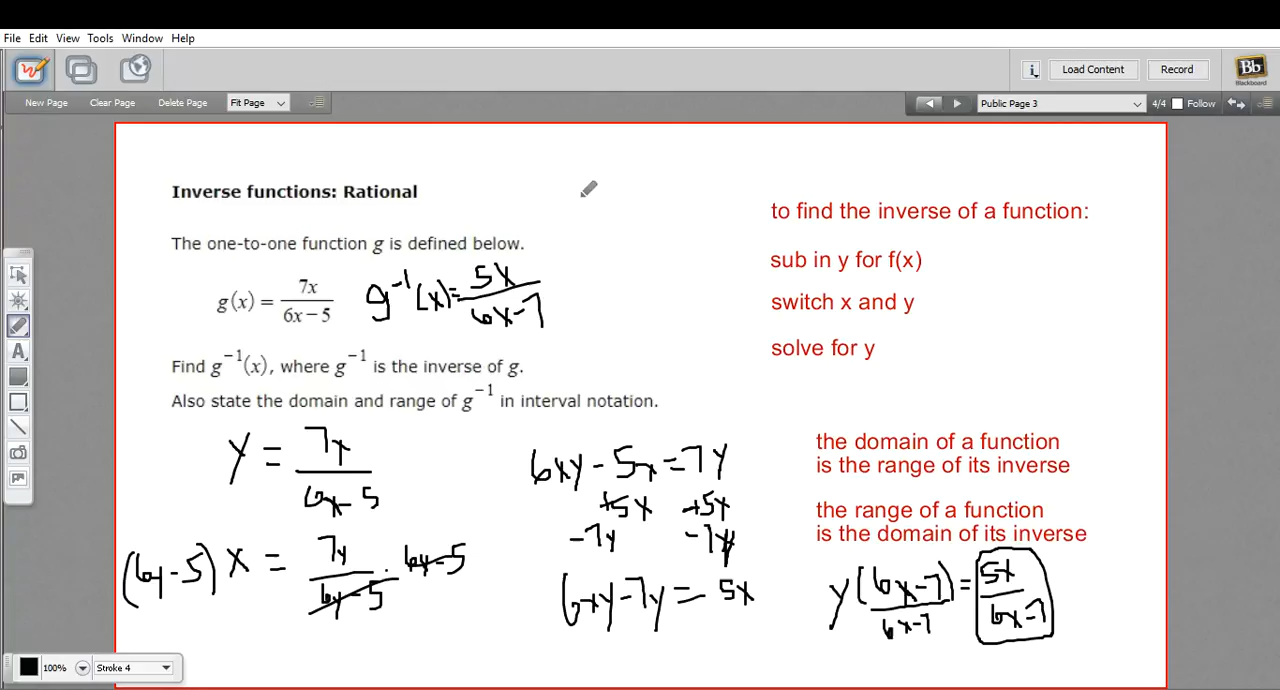 File Edit View Tools Window Help
i Load Content Record Bb Blackboard
New Page Clear Page Delete Page Fit Page Public Page 3 4/4 Follow
Inverse functions: Rational
The one-to-one function g is defined below.
g(x) = 7x / 6x − 5
g⁻¹(x) = 5x / 6x − 7
Find g⁻¹(x), where g⁻¹ is the inverse of g.
Also state the domain and range of g⁻¹ in interval notation.
y = 7x / 6x − 5
(6y − 5) x = 7y / 6y − 5 · 6y − 5
6xy − 5x = 7y
+5x +5x
−7y −7y
6xy − 7y = 5x
to find the inverse of a function:
sub in y for f(x)
switch x and y
solve for y
the domain of a function
is the range of its inverse
the range of a function
is the domain of its inverse
y (6x − 7) / 6x − 7 = 5x / 6x − 7
A
100% Stroke 4